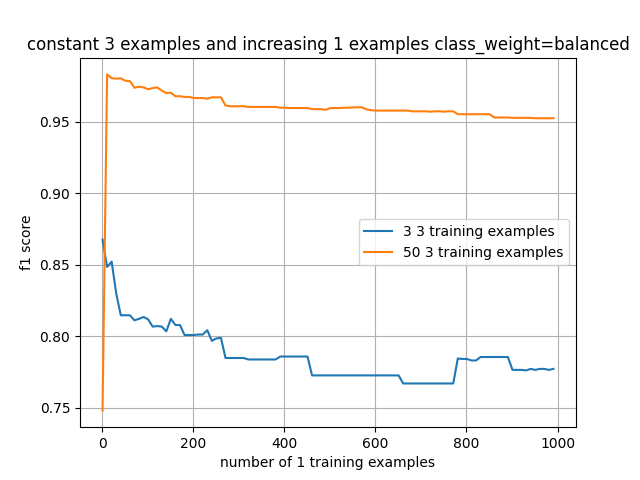 constant 3 examples and increasing 1 examples class_weight=balanced
0.95
0.90
0.85
0.80
0.75
f1 score
3 3 training examples
50 3 training examples
0 200 400 600 800 1000
number of 1 training examples